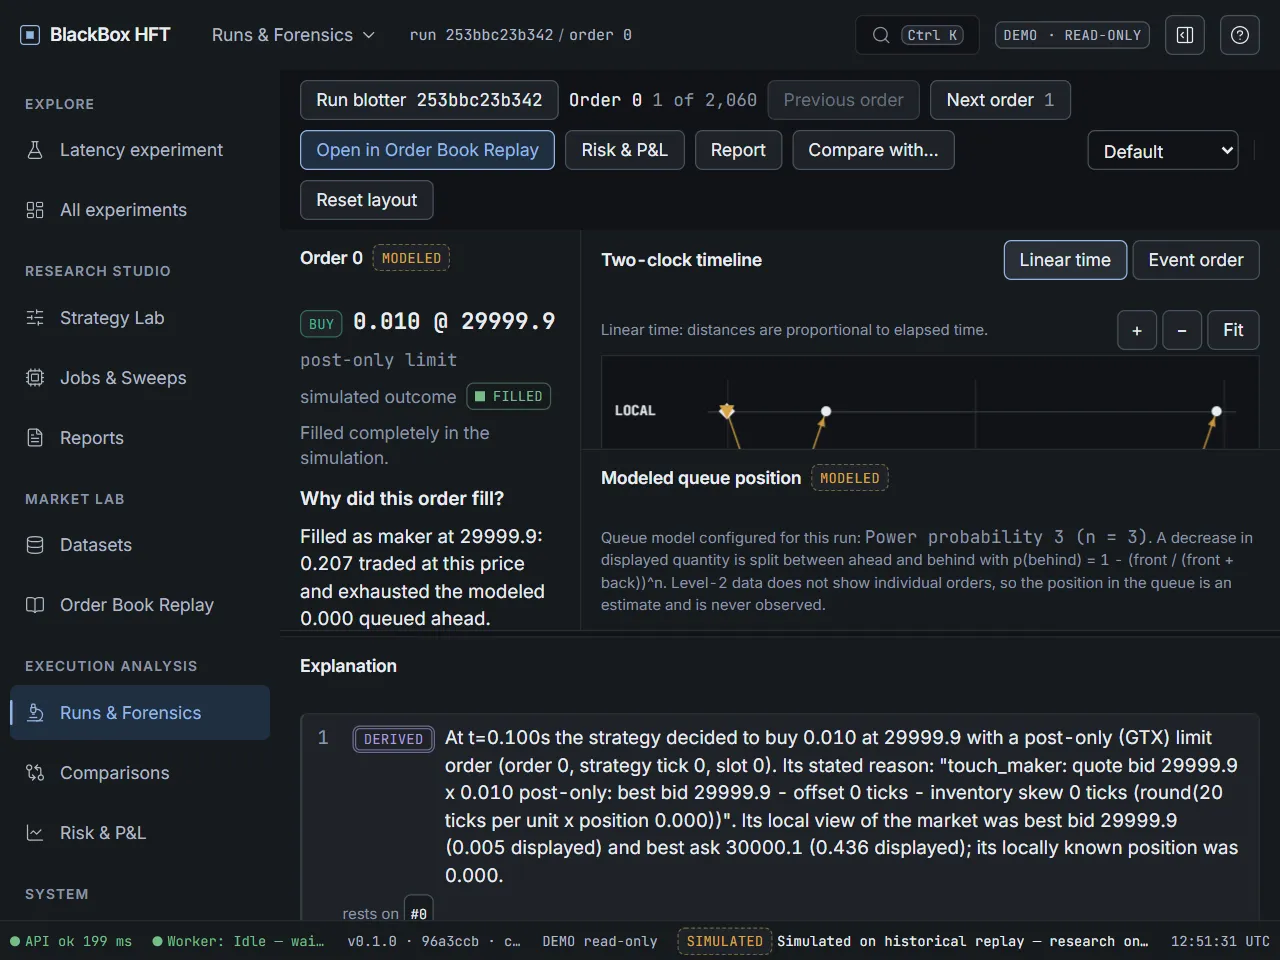 BlackBox HFT
Runs & Forensics
run 253bbc23b342 / order 0
Ctrl K
DEMO · READ-ONLY
EXPLORE
Latency experiment
All experiments
RESEARCH STUDIO
Strategy Lab
Jobs & Sweeps
Reports
MARKET LAB
Datasets
Order Book Replay
EXECUTION ANALYSIS
Runs & Forensics
Comparisons
Risk & P&L
SYSTEM
Run blotter 253bbc23b342
Order 0 1 of 2,060
Previous order
Next order 1
Open in Order Book Replay
Risk & P&L
Report
Compare with...
Default
Reset layout
Order 0 MODELED
BUY 0.010 @ 29999.9
post-only limit
simulated outcome FILLED
Filled completely in the
simulation.
Why did this order fill?
Filled as maker at 29999.9:
0.207 traded at this price
and exhausted the modeled
0.000 queued ahead.
Two-clock timeline
Linear time
Event order
Linear time: distances are proportional to elapsed time.
+
−
Fit
LOCAL
Modeled queue position MODELED
Queue model configured for this run: Power probability 3 (n = 3). A decrease in
displayed quantity is split between ahead and behind with p(behind) = 1 - (front / (front +
back))^n. Level-2 data does not show individual orders, so the position in the queue is an
estimate and is never observed.
Explanation
1 DERIVED At t=0.100s the strategy decided to buy 0.010 at 29999.9 with a post-only (GTX) limit
order (order 0, strategy tick 0, slot 0). Its stated reason: "touch_maker: quote bid 29999.9
x 0.010 post-only: best bid 29999.9 - offset 0 ticks - inventory skew 0 ticks (round(20
ticks per unit x position 0.000))". Its local view of the market was best bid 29999.9
(0.005 displayed) and best ask 30000.1 (0.436 displayed); its locally known position was
0.000.
rests on #0
API ok 199 ms
Worker: Idle — wai…
v0.1.0 · 96a3ccb · c…
DEMO read-only
SIMULATED Simulated on historical replay — research on…
12:51:31 UTC